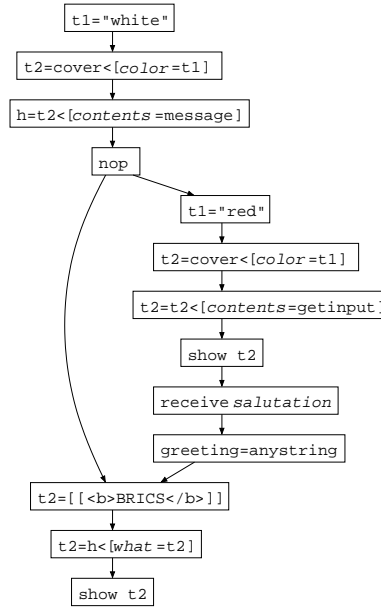 t1="white"
t2=cover<[color=t1]
h=t2<[contents=message]
nop
t1="red"
t2=cover<[color=t1]
t2=t2<[contents=getinput]
show t2
receive salutation
greeting=anystring
t2=[[<b>BRICS</b>]]
t2=h<[what=t2]
show t2